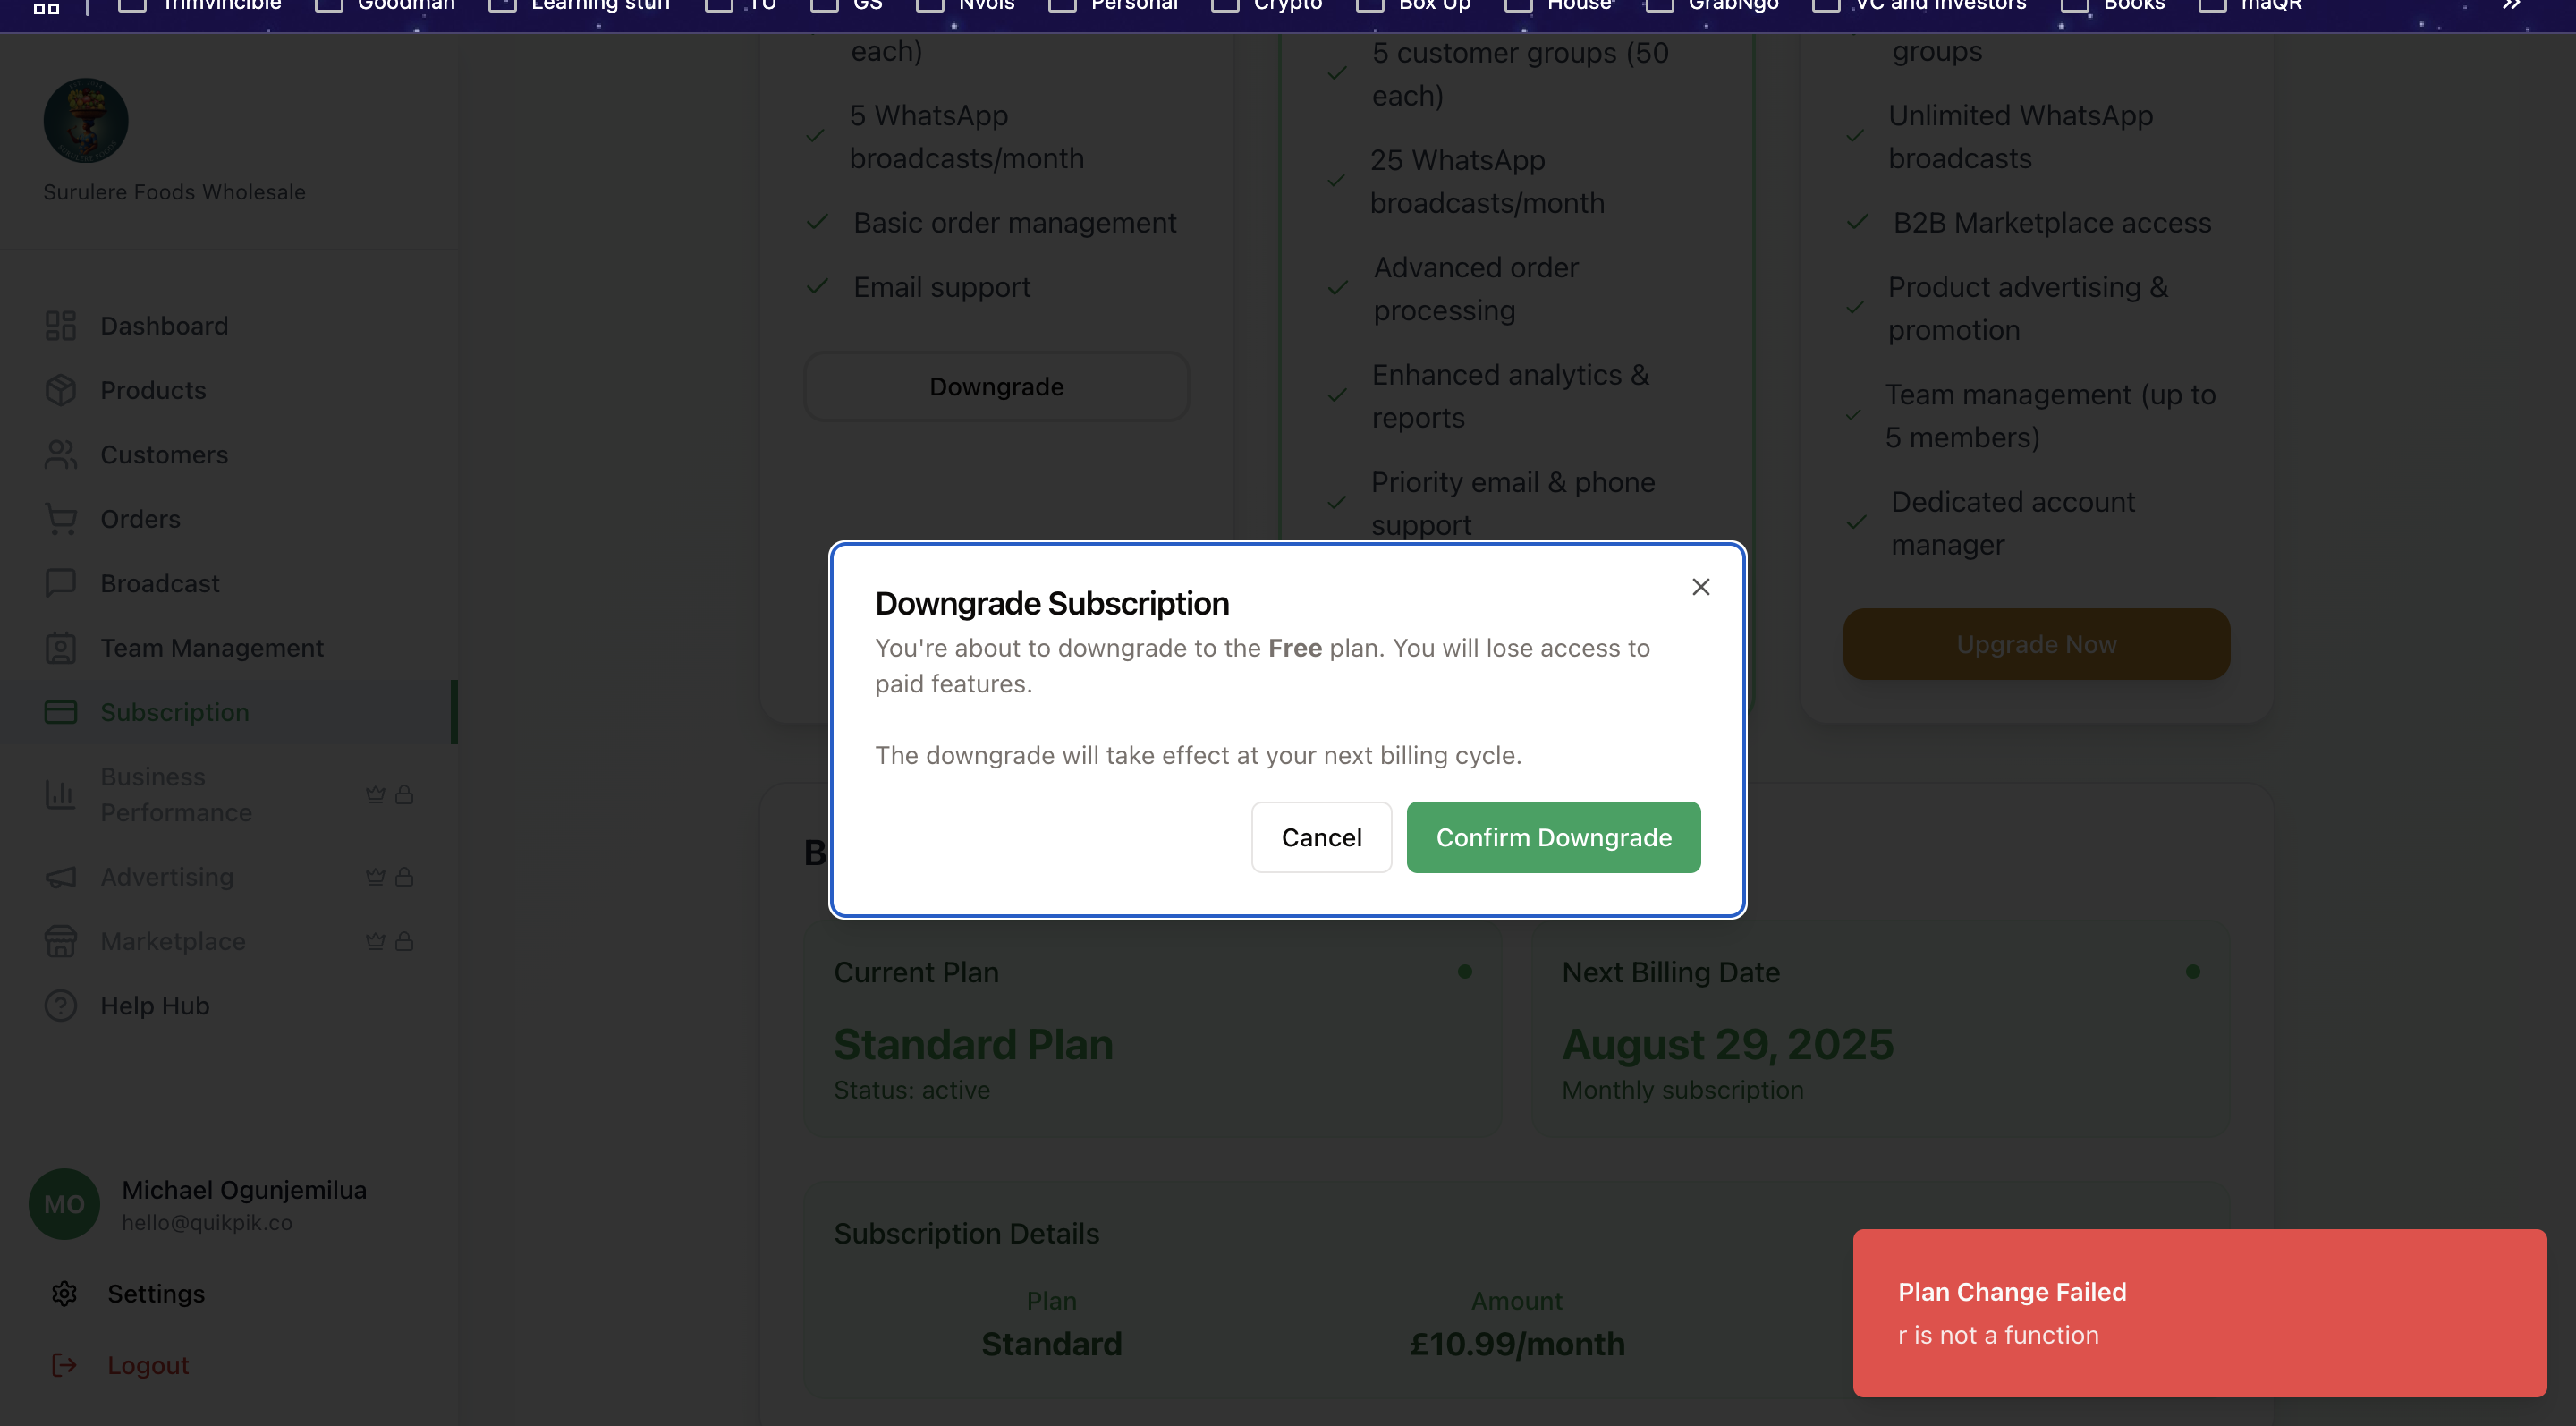 Trimvincible Goodman Learning stuff TU GS Nvois Personal Crypto Box Up House GrabNgo VC and Investors Books maQR
Surulere Foods Wholesale
Dashboard
Products
Customers
Orders
Broadcast
Team Management
Subscription
Business
Performance
Advertising
Marketplace
Help Hub
MO
Michael Ogunjemilua
hello@quikpik.co
Settings
Logout
each)
5 WhatsApp
broadcasts/month
Basic order management
Email support
Downgrade
5 customer groups (50
each)
25 WhatsApp
broadcasts/month
Advanced order
processing
Enhanced analytics &
reports
Priority email & phone
support
groups
Unlimited WhatsApp
broadcasts
B2B Marketplace access
Product advertising &
promotion
Team management (up to
5 members)
Dedicated account
manager
Upgrade Now
Downgrade Subscription
You're about to downgrade to the Free plan. You will lose access to
paid features.
The downgrade will take effect at your next billing cycle.
Cancel
Confirm Downgrade
B
Current Plan
Standard Plan
Status: active
Next Billing Date
August 29, 2025
Monthly subscription
Subscription Details
Plan
Standard
Amount
£10.99/month
Plan Change Failed
r is not a function